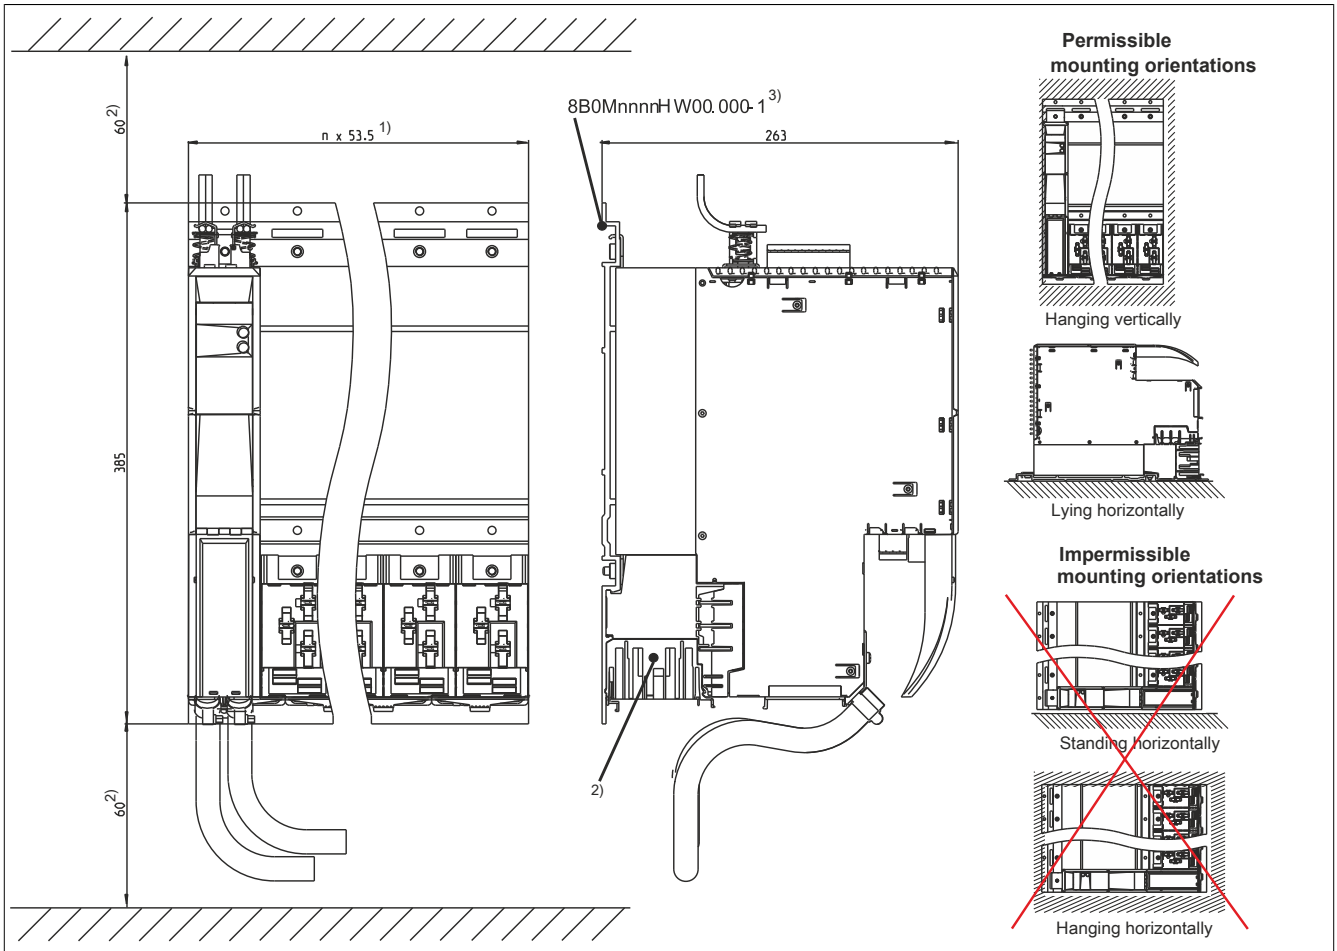 60 2)
n x 53.5 1)
385
60 2)
8B0MnnnnHW00.000-1 3)
263
2)
Permissible
mounting orientations
Hanging vertically
Lying horizontally
Impermissible
mounting orientations
Standing horizontally
Hanging horizontally